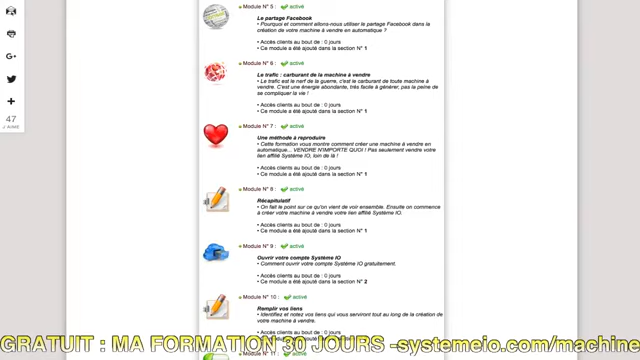 Module N° 5 : activé
Le partage Facebook
• Pourquoi et comment allons-nous utiliser le partage Facebook dans la
création de votre machine à vendre en automatique ?
• Accès clients au bout de : 0 jours
• Ce module a été ajouté dans la section N° 1
Module N° 6 : activé
Le trafic : carburant de la machine à vendre
• Le trafic est le nerf de la guerre, c'est le carburant de toute machine à
vendre. C'est une énergie abondante, très facile à générer, pas la peine de
se compliquer la vie !
• Accès clients au bout de : 0 jours
• Ce module a été ajouté dans la section N° 1
Module N° 7 : activé
Une méthode à reproduire
• Cette formation vous montre comment créer une machine à vendre en
automatique... VENDRE N'IMPORTE QUOI ! Pas seulement vendre votre
lien affilié Système IO, loin de là !
• Accès clients au bout de : 0 jours
• Ce module a été ajouté dans la section N° 1
Module N° 8 : activé
Récapitulatif
• On fait le point sur ce qu'on vient de voir ensemble. Ensuite on commence
à créer votre machine à vendre votre lien affilié Système IO.
• Accès clients au bout de : 0 jours
• Ce module a été ajouté dans la section N° 1
47
J'AIME
Module N° 9 : activé
Ouvrir votre compte Système IO
• Comment ouvrir votre compte Système IO gratuitement.
• Accès clients au bout de : 0 jours
• Ce module a été ajouté dans la section N° 2
Module N° 10 : activé
Remplir vos liens
• Identifiez et notez vos liens qui vous serviront tout au long de la création de
votre machine à vendre.
• Accès clients au bout de : 0 jours
GRATUIT : MA FORMATION 30 JOURS -systemeio.com/machine
Module N° 11 : activé